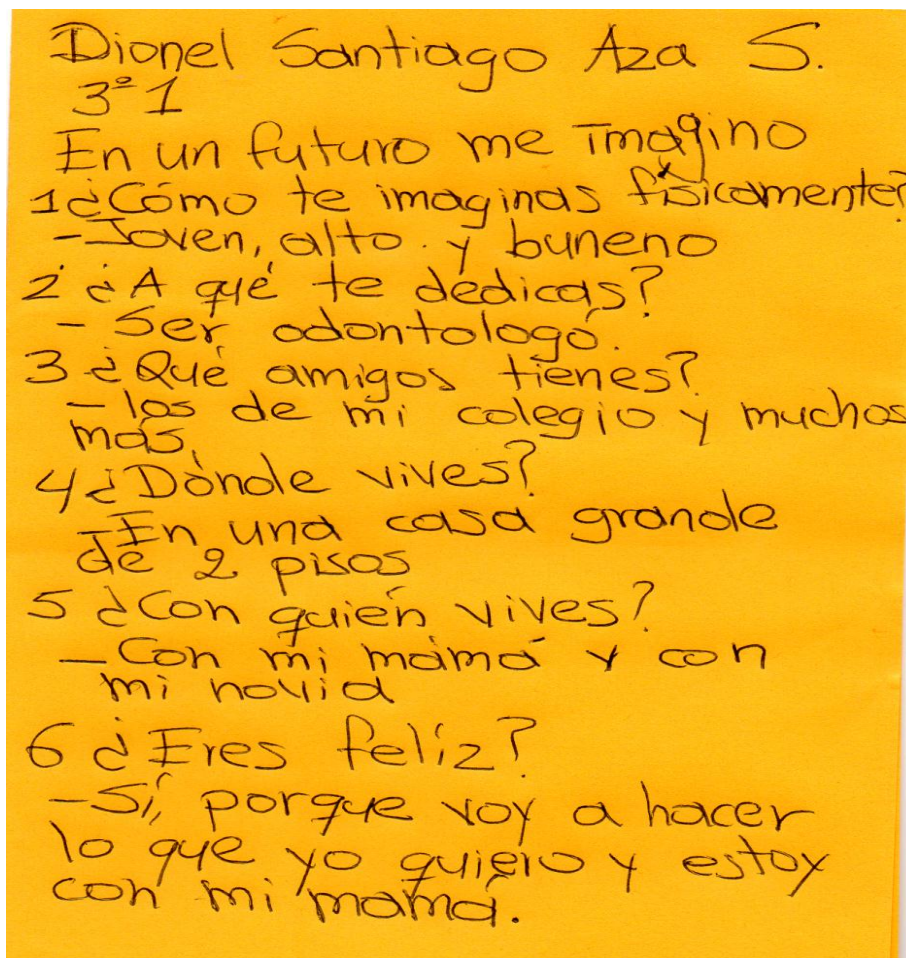 Dionel Santiago Aza S.
3º1
En un futuro me Imagino
1 ¿Cómo te imaginas físicamente?
- Joven, alto y buneno
2 ¿A qué te dedicas?
- Ser odontologó.
3 ¿Qué amigos tienes?
- los de mi colegio y muchos
más.
4 ¿Dónde vives?
- En una casa grande
de 2 pisos
5 ¿Con quién vives?
- Con mi mamá y con
mi novia
6 ¿Eres feliz?
- Sí, porque voy a hacer
lo que yo quiero y estoy
con mi mamá.